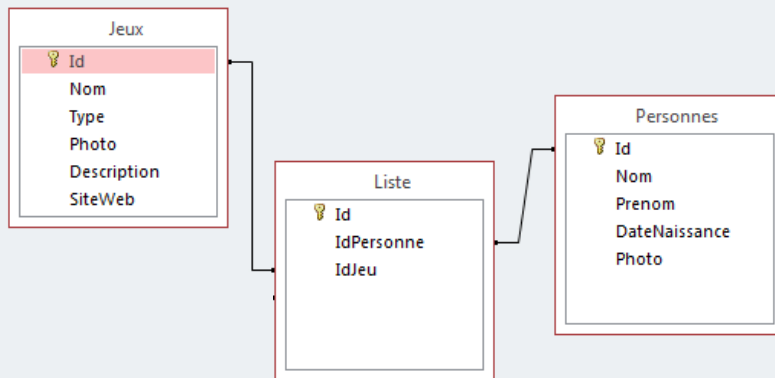 Jeux
Id
Nom
Type
Photo
Description
SiteWeb
Liste
Id
IdPersonne
IdJeu
Personnes
Id
Nom
Prenom
DateNaissance
Photo